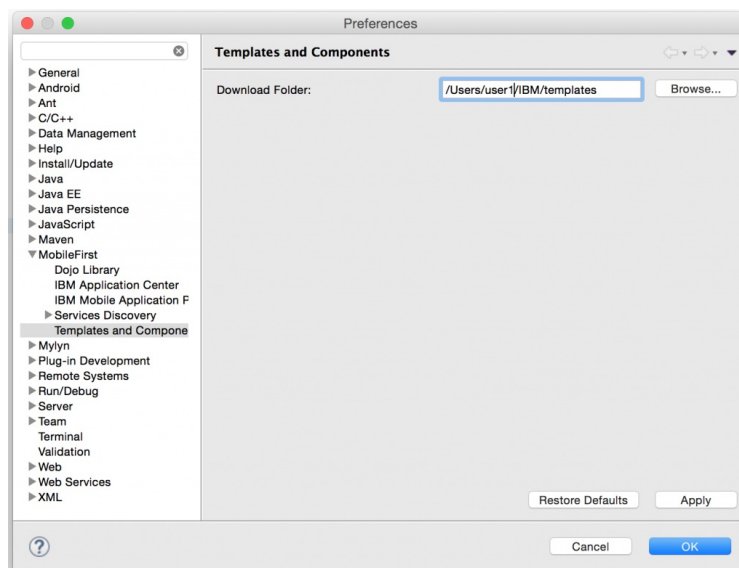 Preferences
Templates and Components
General
Android
Ant
C/C++
Data Management
Help
Install/Update
Java
Java EE
Java Persistence
JavaScript
Maven
MobileFirst
Dojo Library
IBM Application Center
IBM Mobile Application P
Services Discovery
Templates and Compone
Mylyn
Plug-in Development
Remote Systems
Run/Debug
Server
Team
Terminal
Validation
Web
Web Services
XML
Download Folder: /Users/user1/IBM/templates Browse...
Restore Defaults Apply
? Cancel OK